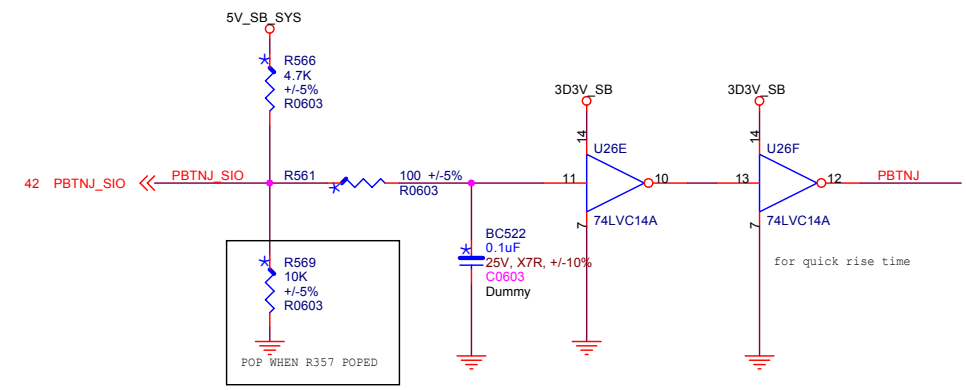 5V_SB_SYS
R566
4.7K
+/-5%
R0603
3D3V_SB
3D3V_SB
14
14
U26E
U26F
42 PBTNJ_SIO
PBTNJ_SIO
R561
100 +/-5%
R0603
11
10
13
12
PBTNJ
74LVC14A
74LVC14A
7
7
BC522
0.1uF
25V, X7R, +/-10%
C0603
Dummy
for quick rise time
R569
10K
+/-5%
R0603
POP WHEN R357 POPED